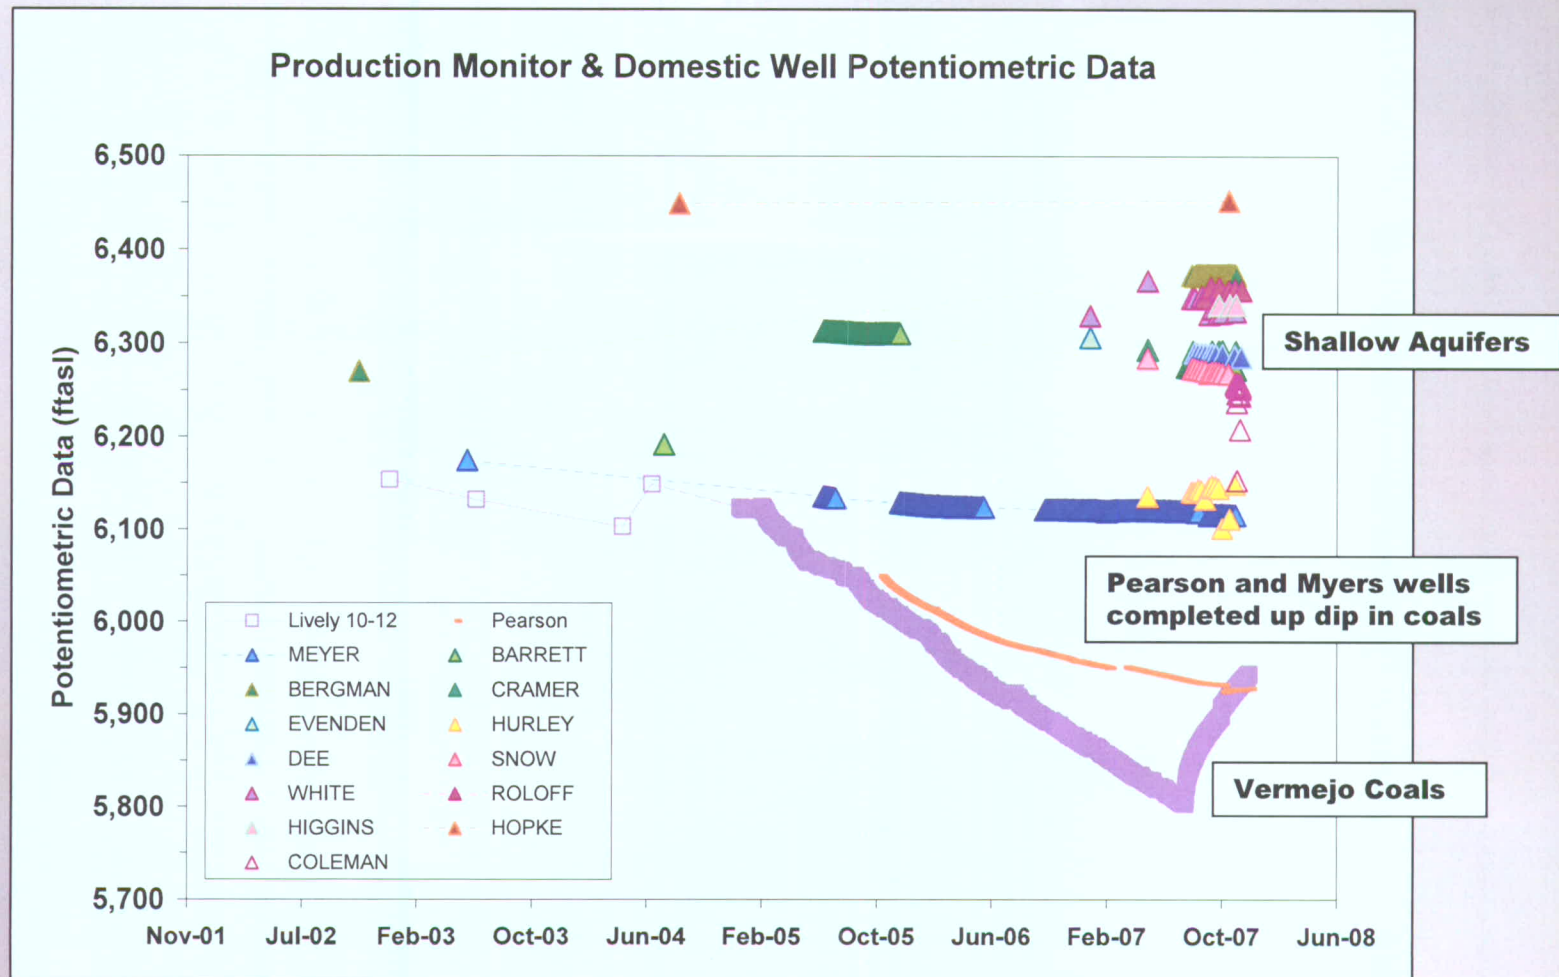 Production Monitor & Domestic Well Potentiometric Data
Potentiometric Data (ftasl)
6,500
6,400
6,300
6,200
6,100
6,000
5,900
5,800
5,700
Nov-01 Jul-02 Feb-03 Oct-03 Jun-04 Feb-05 Oct-05 Jun-06 Feb-07 Oct-07 Jun-08
Shallow Aquifers
Pearson and Myers wells
completed up dip in coals
Vermejo Coals
Lively 10-12 Pearson
MEYER BARRETT
BERGMAN CRAMER
EVENDEN HURLEY
DEE SNOW
WHITE ROLOFF
HIGGINS HOPKE
COLEMAN